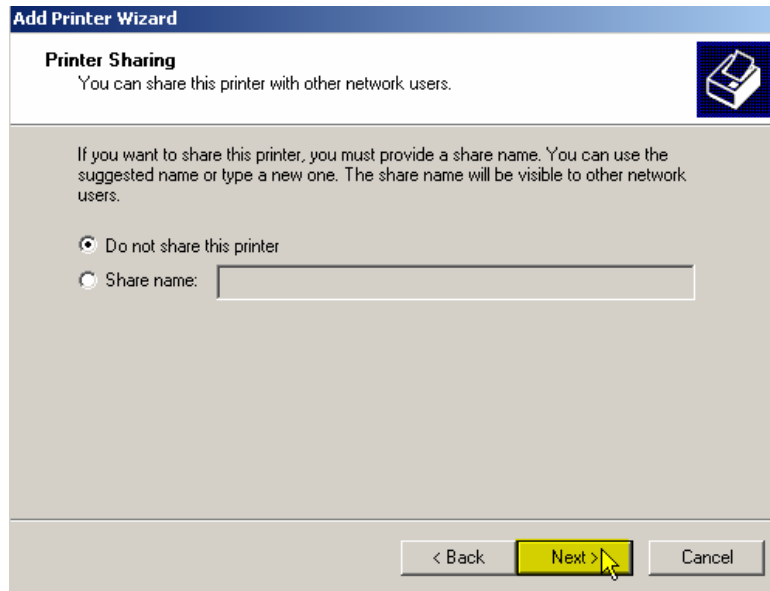 Add Printer Wizard
Printer Sharing
You can share this printer with other network users.
If you want to share this printer, you must provide a share name. You can use the
suggested name or type a new one. The share name will be visible to other network
users.
Do not share this printer
Share name:
< Back Next > Cancel